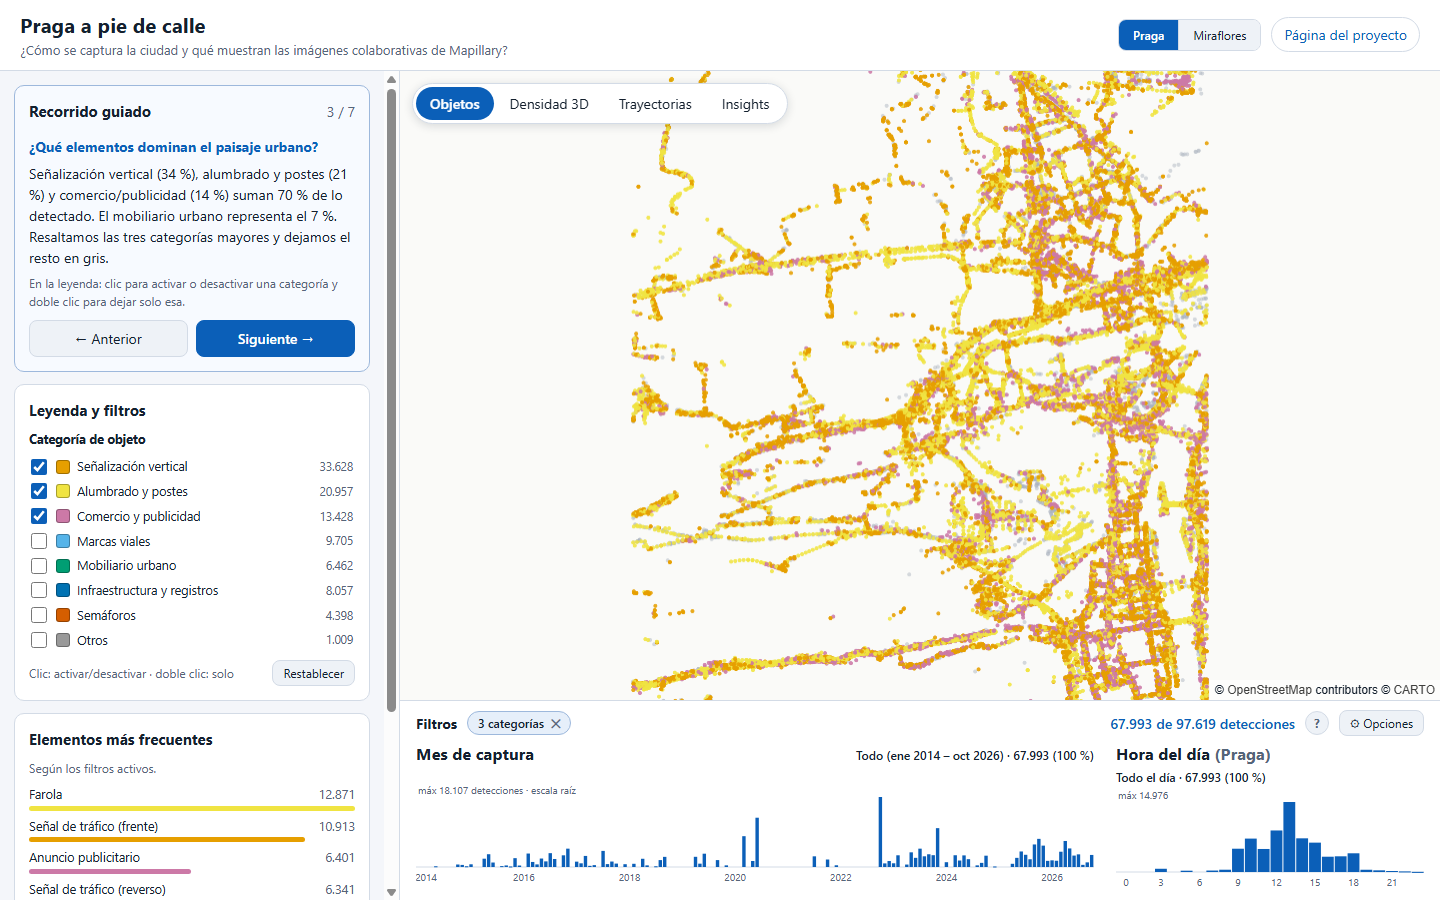 Praga a pie de calle
¿Cómo se captura la ciudad y qué muestran las imágenes colaborativas de Mapillary?
Praga
Miraflores
Página del proyecto
Recorrido guiado
3 / 7
¿Qué elementos dominan el paisaje urbano?
Señalización vertical (34 %), alumbrado y postes (21
%) y comercio/publicidad (14 %) suman 70 % de lo
detectado. El mobiliario urbano representa el 7 %.
Resaltamos las tres categorías mayores y dejamos el
resto en gris.
En la leyenda: clic para activar o desactivar una categoría y
doble clic para dejar solo esa.
← Anterior
Siguiente →
Leyenda y filtros
Categoría de objeto
Señalización vertical 33.628
Alumbrado y postes 20.957
Comercio y publicidad 13.428
Marcas viales 9.705
Mobiliario urbano 6.462
Infraestructura y registros 8.057
Semáforos 4.398
Otros 1.009
Clic: activar/desactivar · doble clic: solo
Restablecer
Elementos más frecuentes
Según los filtros activos.
Farola 12.871
Señal de tráfico (frente) 10.913
Anuncio publicitario 6.401
Señal de tráfico (reverso) 6.341
Objetos
Densidad 3D
Trayectorias
Insights
© OpenStreetMap contributors © CARTO
Filtros
3 categorías ✕
67.993 de 97.619 detecciones
?
⚙ Opciones
Mes de captura
Todo (ene 2014 – oct 2026) · 67.993 (100 %)
máx 18.107 detecciones · escala raíz
2014 2016 2018 2020 2022 2024 2026
Hora del día (Praga)
Todo el día · 67.993 (100 %)
máx 14.976
0 3 6 9 12 15 18 21